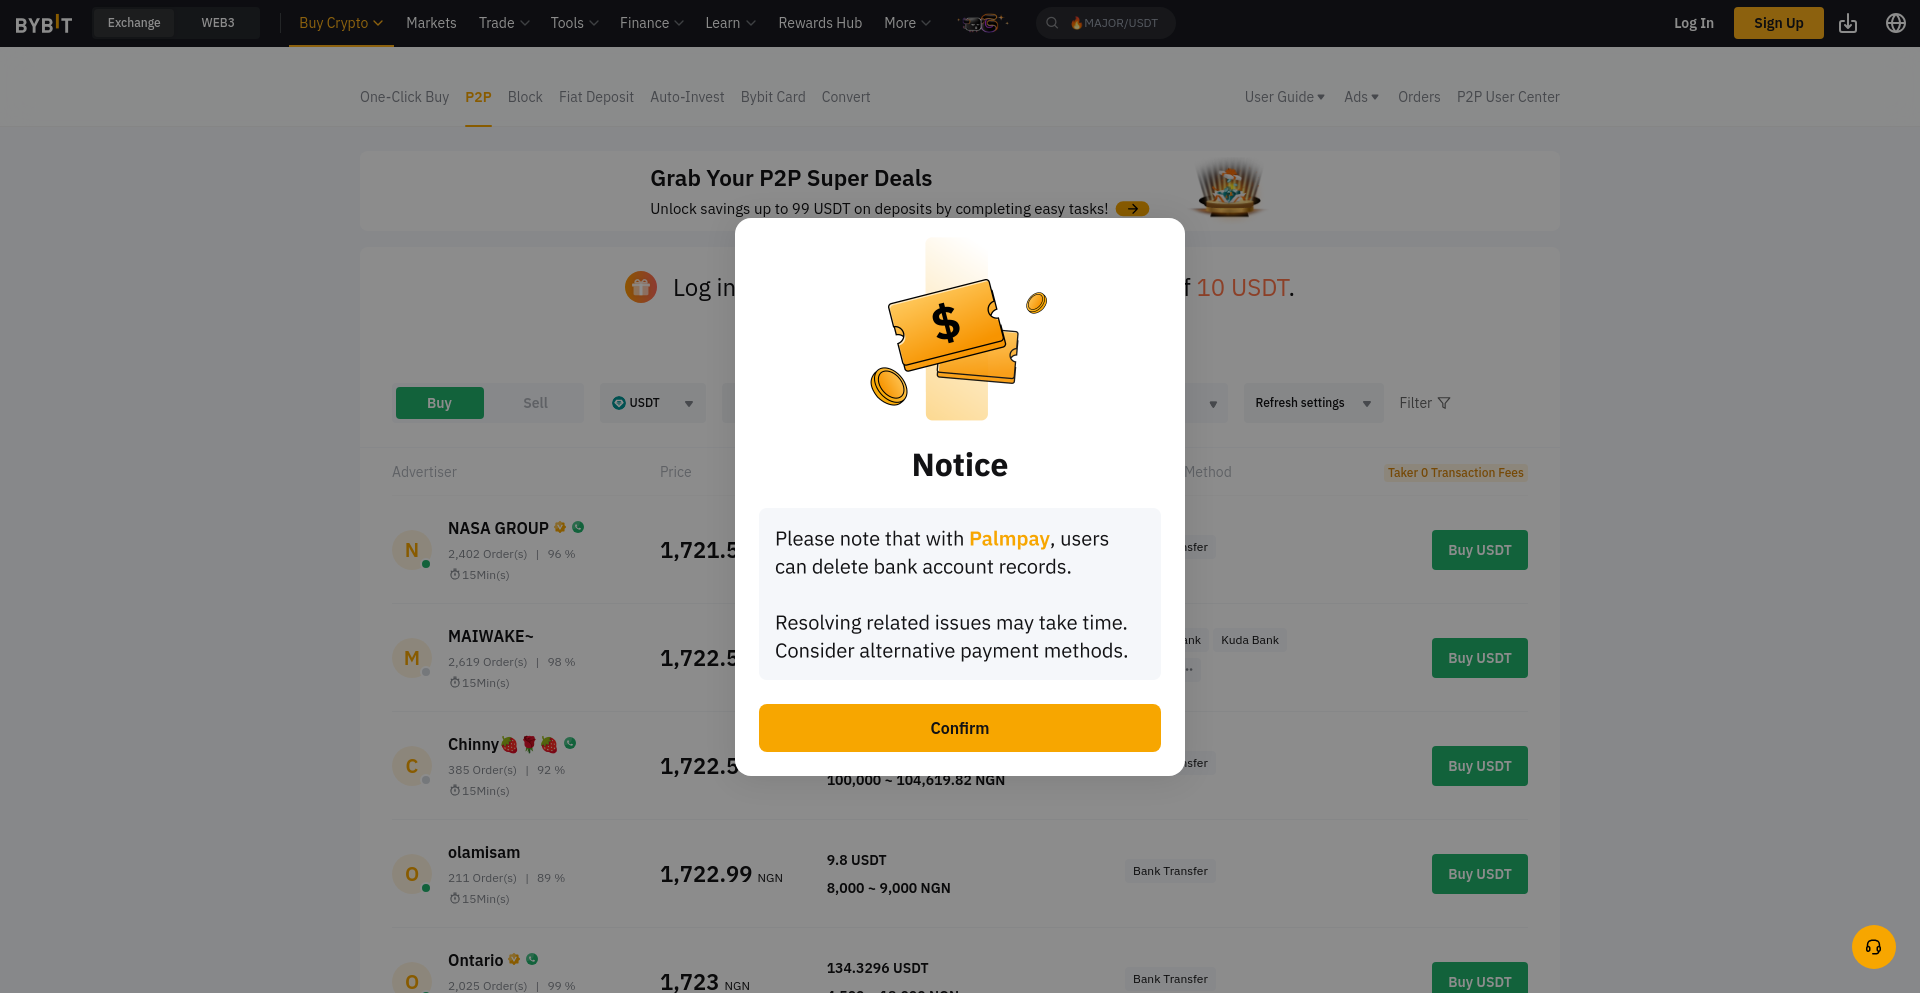 BYBIT Exchange WEB3 Buy Crypto Markets Trade Tools Finance Learn Rewards Hub More 🔥MAJOR/USDT Log In Sign Up
One-Click Buy P2P Block Fiat Deposit Auto-Invest Bybit Card Convert User Guide Ads Orders P2P User Center
Grab Your P2P Super Deals
Unlock savings up to 99 USDT on deposits by completing easy tasks!
Log in
10 USDT.
Notice
Please note that with Palmpay, users
can delete bank account records.
Resolving related issues may take time.
Consider alternative payment methods.
Confirm
Buy Sell USDT Refresh settings Filter
Advertiser Price Method Taker 0 Transaction Fees
N NASA GROUP
2,402 Order(s) | 96 %
15Min(s)
1,721.5
Buy USDT
M MAIWAKE~
2,619 Order(s) | 98 %
15Min(s)
1,722.5
Kuda Bank
Buy USDT
C Chinny🍓🌹🍓
385 Order(s) | 92 %
15Min(s)
1,722.5
100,000 ~ 104,619.82 NGN
Buy USDT
O olamisam
211 Order(s) | 89 %
15Min(s)
1,722.99 NGN
9.8 USDT
8,000 ~ 9,000 NGN
Bank Transfer
Buy USDT
O Ontario
2,025 Order(s) | 99 %
1,723 NGN
134.3296 USDT
Bank Transfer
Buy USDT